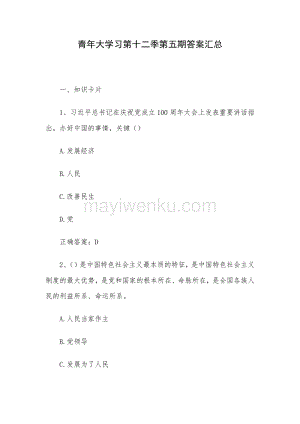 青年大学习第十二季第五期答案汇总
一、知识卡片
1、习近平总书记在庆祝党成立 100 周年大会上发表重要讲话指
出，办好中国的事情，关键（）
A.发展经济
B.人民
C.改善民生
mayiwenku.com
D.党
正确答案：D
2、（）是中国特色社会主义最本质的特征，是中国特色社会主义
制度的最大优势，是党和国家的根本所在、命脉所在，是全国各族人
民的利益所系、命运所系。
A.人民当家作主
B.党领导
C.发展为了人民